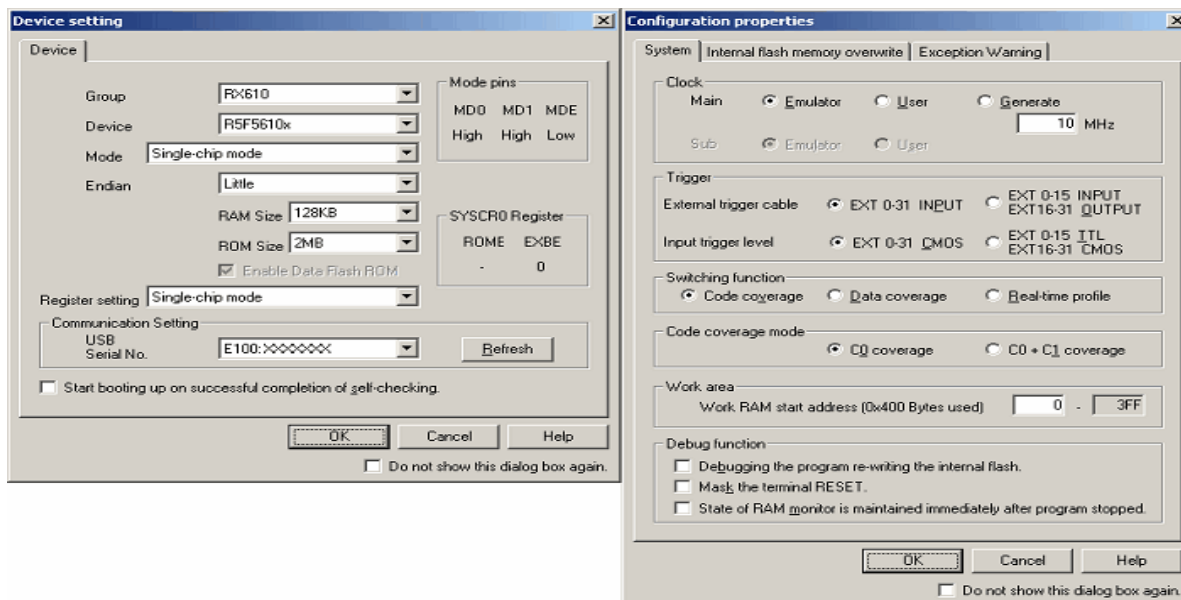 Device setting
Device
Group RX610
Device R5F5610x
Mode Single-chip mode
Endian Little
RAM Size 128KB
ROM Size 2MB
Enable Data Flash ROM
Register setting Single-chip mode
Mode pins
MD0 MD1 MDE
High High Low
SYSCR0 Register
ROME EXBE
- 0
Communication Setting
USB
Serial No. E100:XXXXXXX Refresh
Start booting up on successful completion of self-checking.
OK Cancel Help
Do not show this dialog box again.
Configuration properties
System Internal flash memory overwrite Exception Warning
Clock
Main Emulator User Generate
10 MHz
Sub Emulator User
Trigger
External trigger cable EXT 0-31 INPUT EXT 0-15 INPUT
EXT16-31 OUTPUT
Input trigger level EXT 0-31 CMOS EXT 0-15 TTL
EXT16-31 CMOS
Switching function
Code coverage Data coverage Real-time profile
Code coverage mode
C0 coverage C0 + C1 coverage
Work area
Work RAM start address (0x400 Bytes used) 0 - 3FF
Debug function
Debugging the program re-writing the internal flash.
Mask the terminal RESET.
State of RAM monitor is maintained immediately after program stopped.
OK Cancel Help
Do not show this dialog box again.